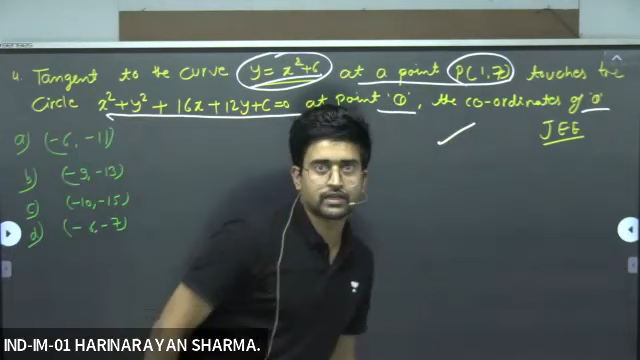 4. Tangent to the curve y = x²+6 at a point P(1,7) touches the
Circle x²+y² + 16x + 12y + C = 0 at point 'Q', the co-ordinates of 'Q'
JEE
a) (-6, -11)
b) (-9, -13)
c) (-10, -15)
d) (-6, -7)
IND-IM-01 HARINARAYAN SHARMA.